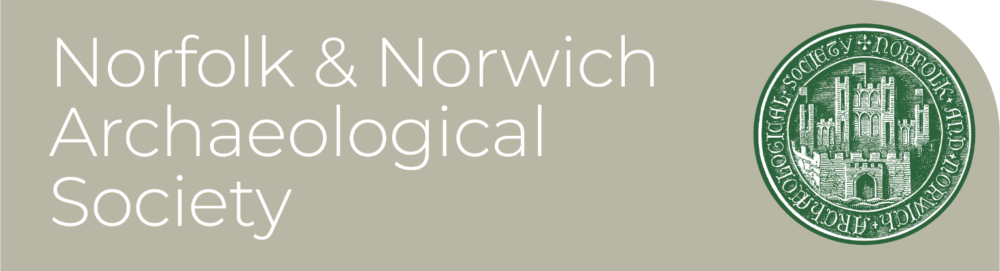 Norfolk & Norwich
Archaeological
Society
✢ NORFOLK · AND · NORWICH · ARCHÆOLOGICAL · SOCIETY